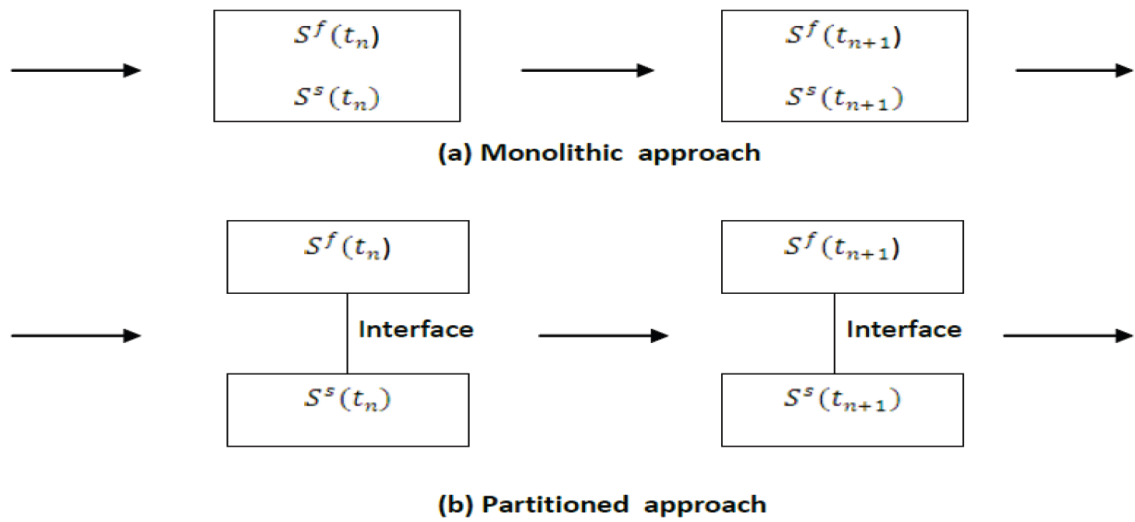 S^f(t_n) S^f(t_{n+1})
S^s(t_n) S^s(t_{n+1})
(a) Monolithic approach
S^f(t_n) S^f(t_{n+1})
Interface Interface
S^s(t_n) S^s(t_{n+1})
(b) Partitioned approach